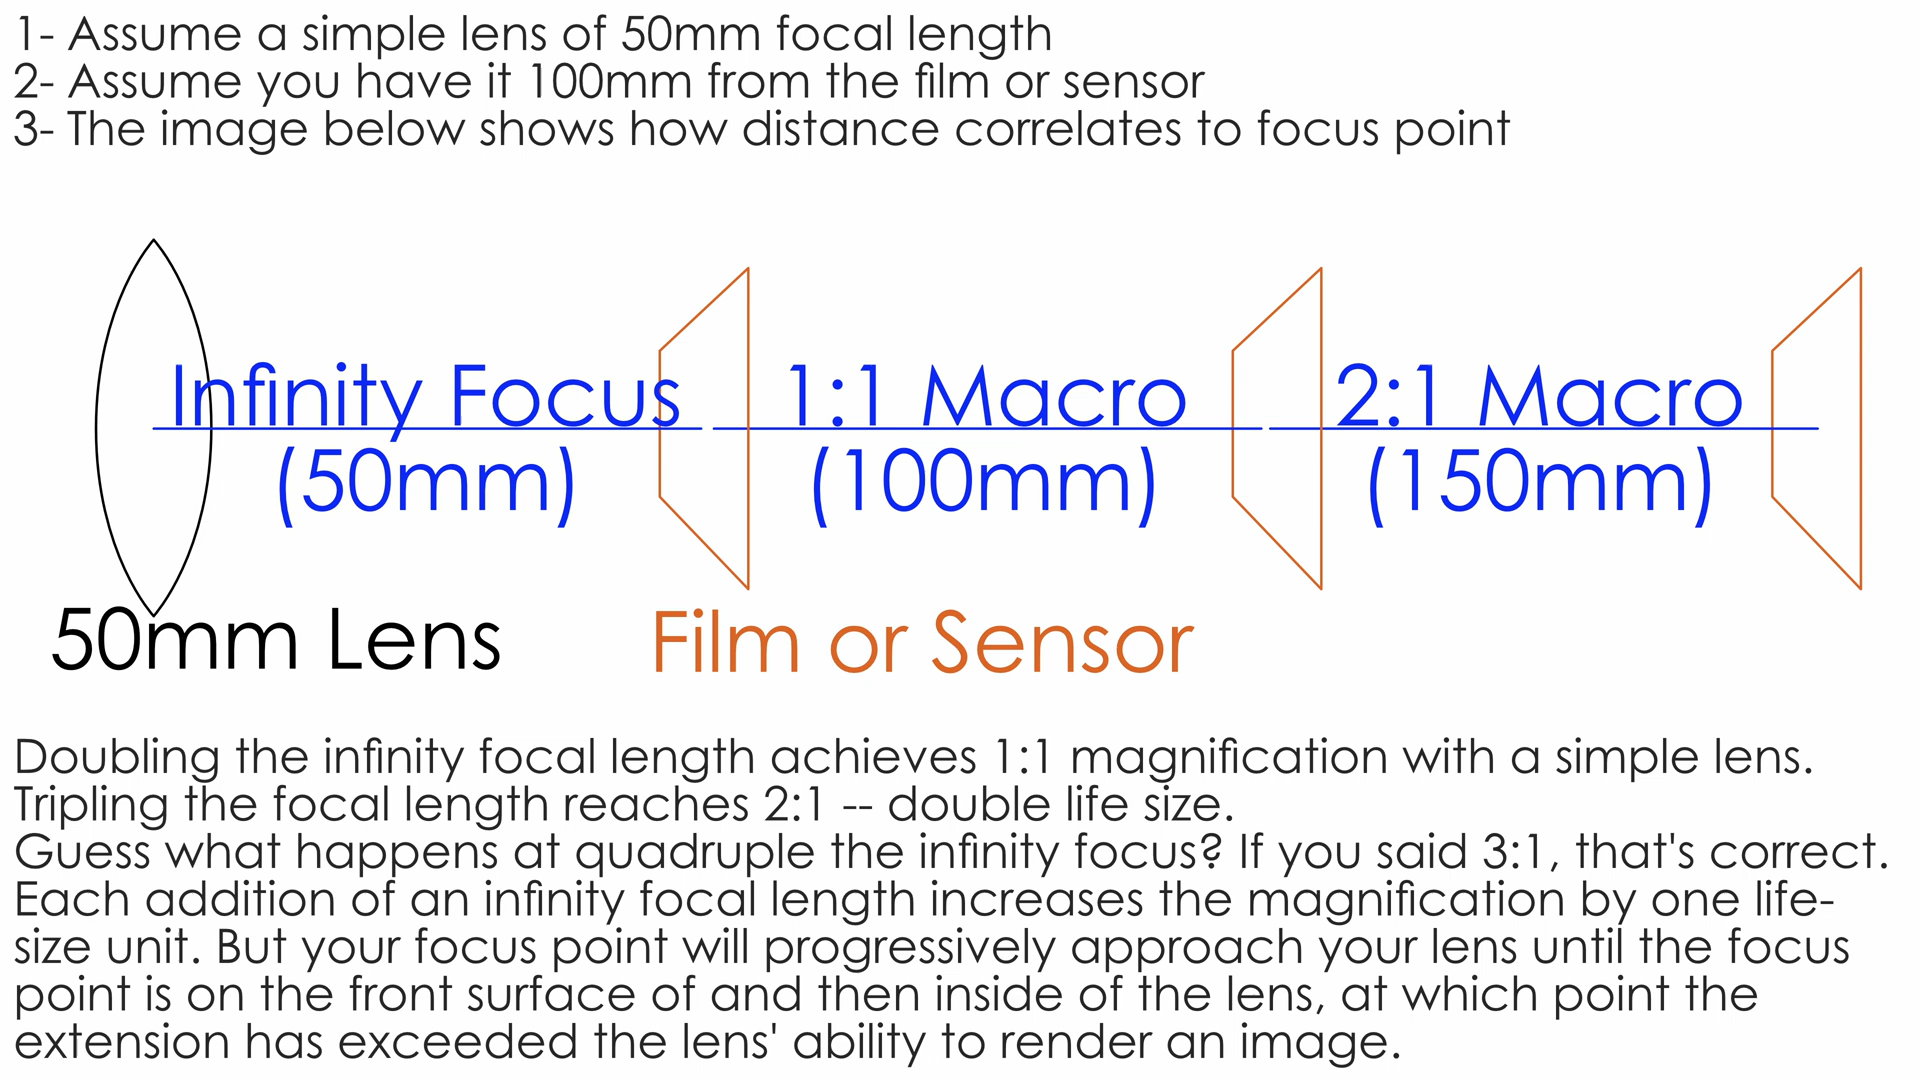 1- Assume a simple lens of 50mm focal length
2- Assume you have it 100mm from the film or sensor
3- The image below shows how distance correlates to focus point
Infinity Focus
(50mm)
1:1 Macro
(100mm)
2:1 Macro
(150mm)
50mm Lens
Film or Sensor
Doubling the infinity focal length achieves 1:1 magnification with a simple lens.
Tripling the focal length reaches 2:1 -- double life size.
Guess what happens at quadruple the infinity focus? If you said 3:1, that's correct.
Each addition of an infinity focal length increases the magnification by one life-
size unit. But your focus point will progressively approach your lens until the focus
point is on the front surface of and then inside of the lens, at which point the
extension has exceeded the lens' ability to render an image.